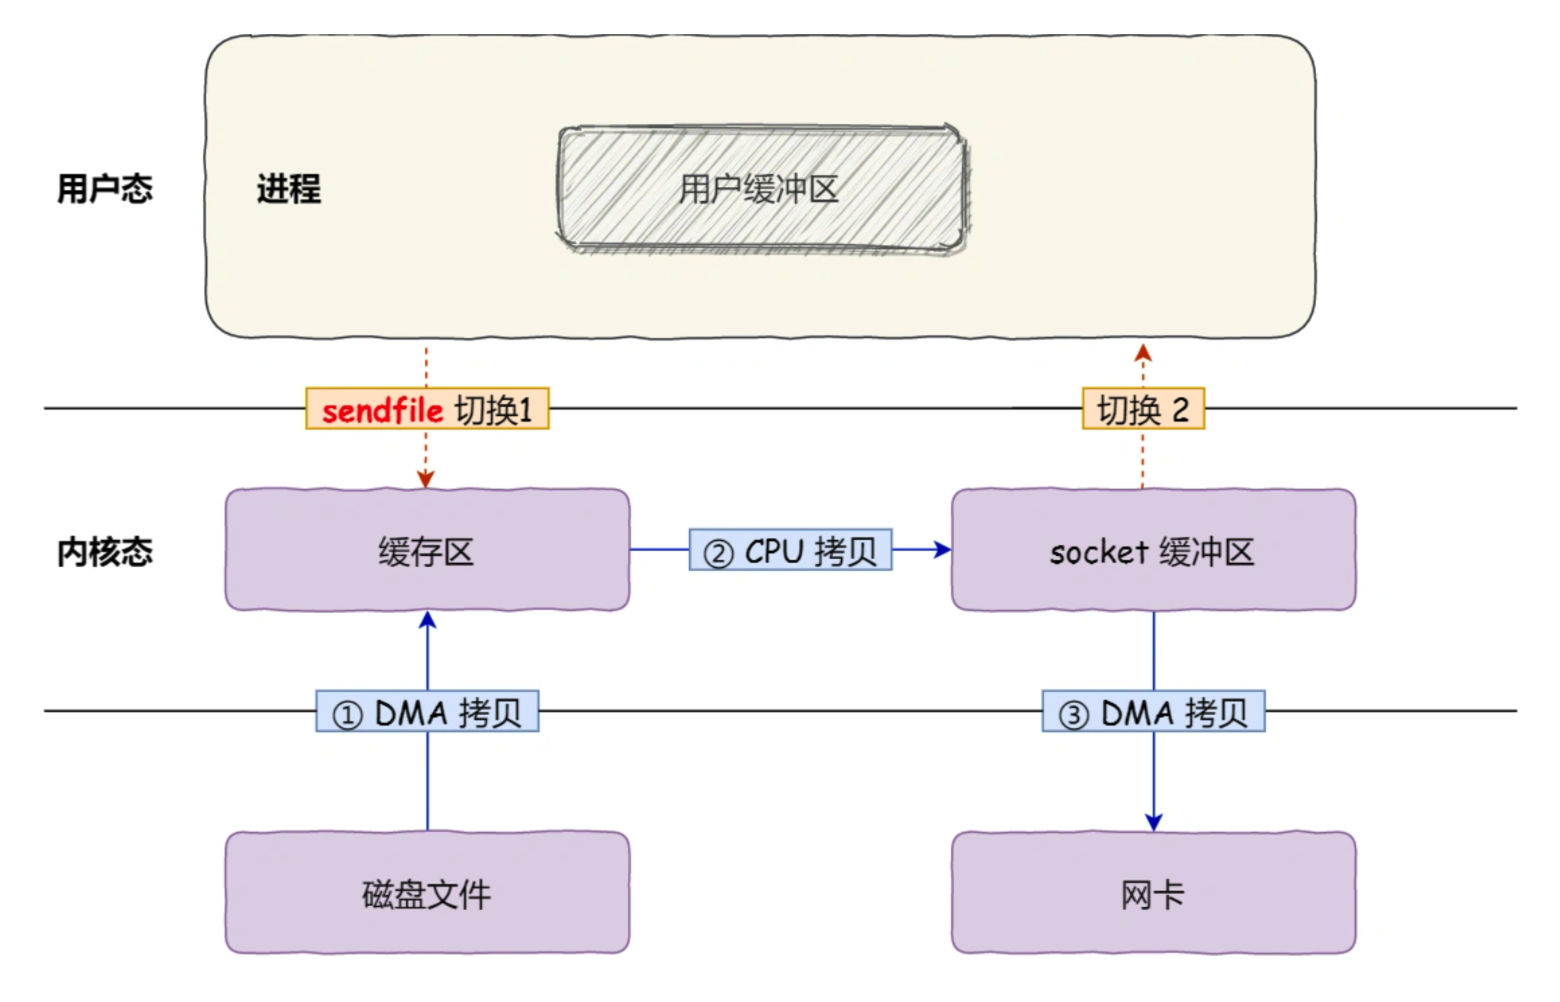 用户态
进程
用户缓冲区
sendfile 切换1
切换 2
内核态
缓存区
② CPU 拷贝
socket 缓冲区
① DMA 拷贝
③ DMA 拷贝
磁盘文件
网卡